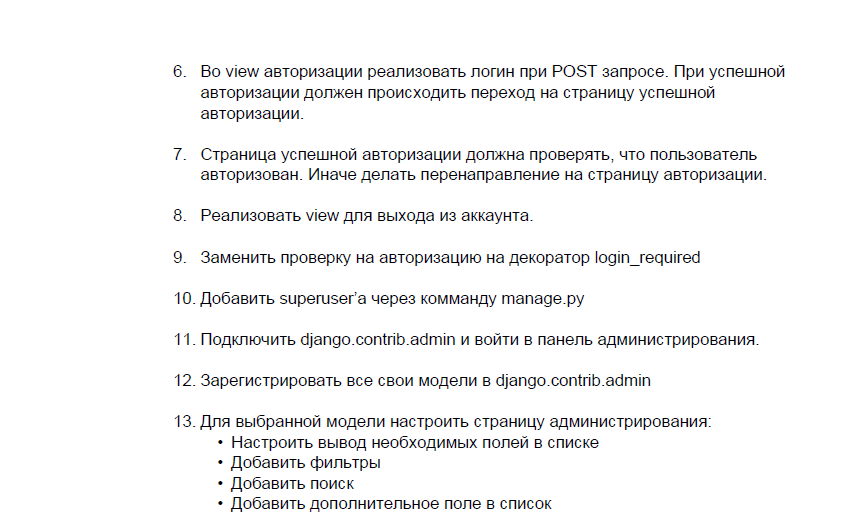 6. Во view авторизации реализовать логин при POST запросе. При успешной
авторизации должен происходить переход на страницу успешной
авторизации.
7. Страница успешной авторизации должна проверять, что пользователь
авторизован. Иначе делать перенаправление на страницу авторизации.
8. Реализовать view для выхода из аккаунта.
9. Заменить проверку на авторизацию на декоратор login_required
10. Добавить superuser’a через комманду manage.py
11. Подключить django.contrib.admin и войти в панель администрирования.
12. Зарегистрировать все свои модели в django.contrib.admin
13. Для выбранной модели настроить страницу администрирования:
• Настроить вывод необходимых полей в списке
• Добавить фильтры
• Добавить поиск
• Добавить дополнительное поле в список